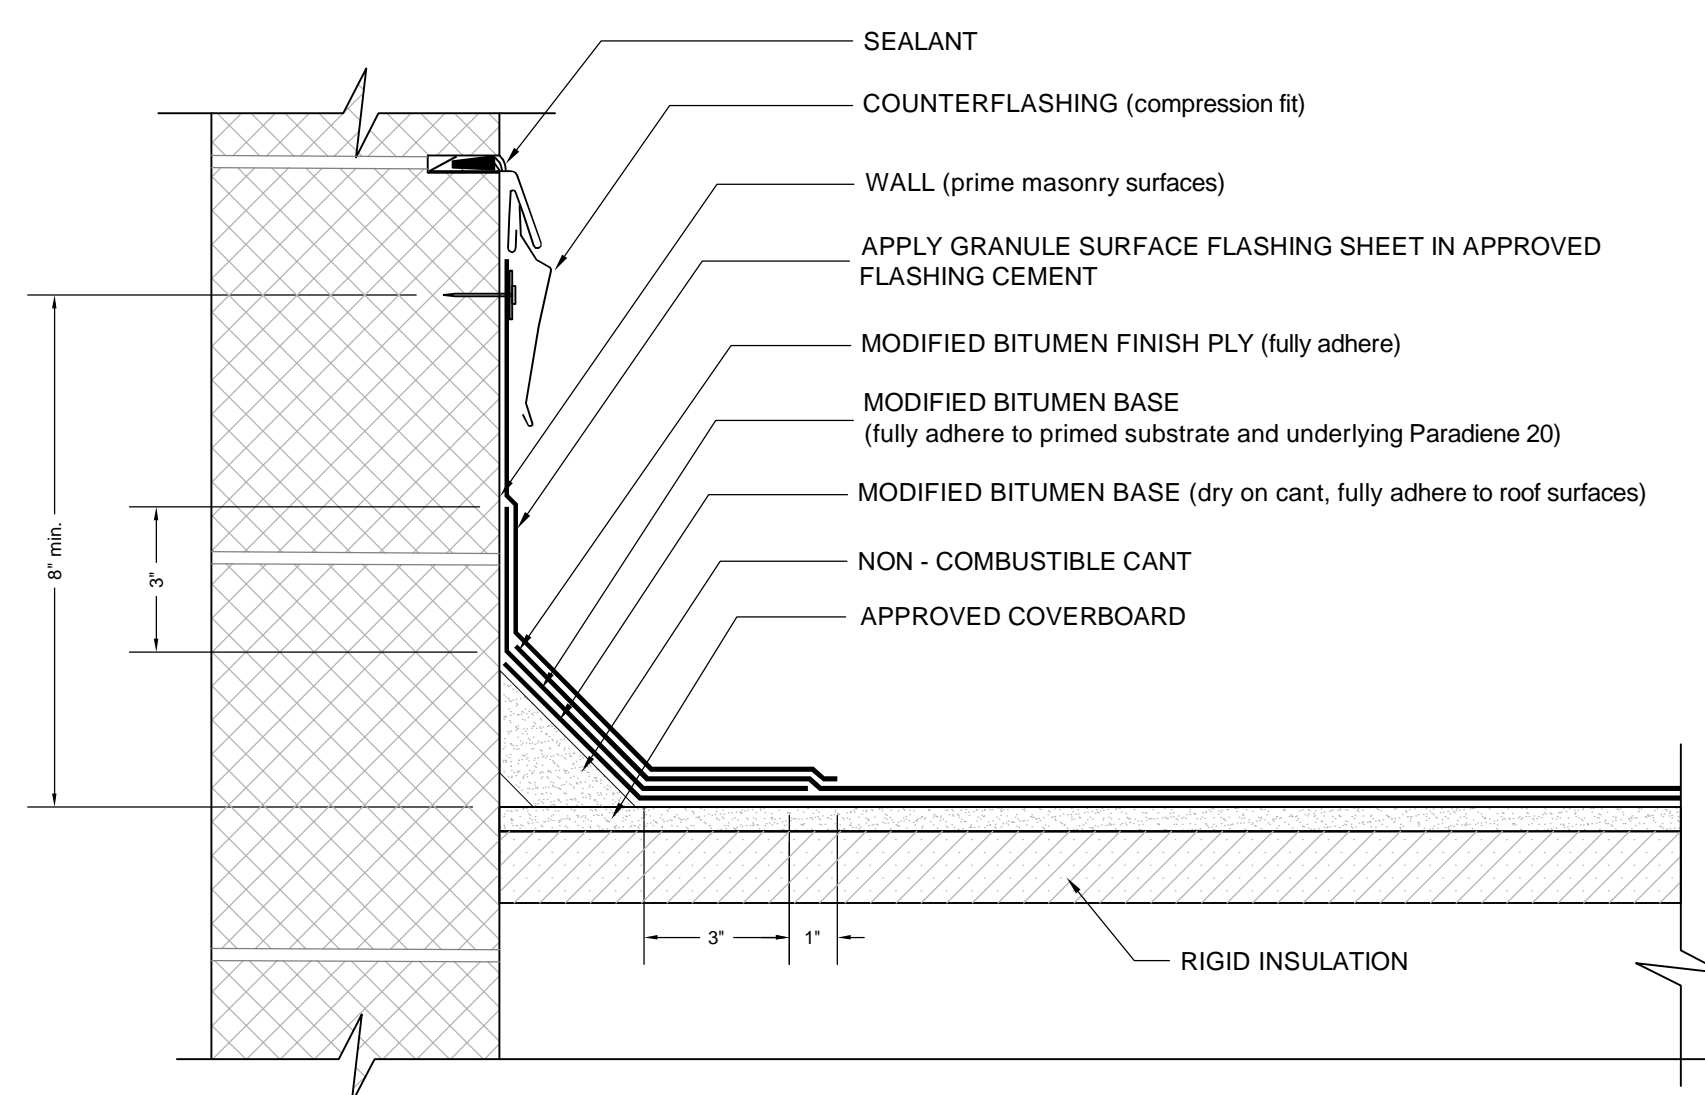 SEALANT
COUNTERFLASHING (compression fit)
WALL (prime masonry surfaces)
APPLY GRANULE SURFACE FLASHING SHEET IN APPROVED
FLASHING CEMENT
MODIFIED BITUMEN FINISH PLY (fully adhere)
MODIFIED BITUMEN BASE
(fully adhere to primed substrate and underlying Paradiene 20)
MODIFIED BITUMEN BASE (dry on cant, fully adhere to roof surfaces)
NON - COMBUSTIBLE CANT
APPROVED COVERBOARD
8" min.
3"
3"
1"
RIGID INSULATION